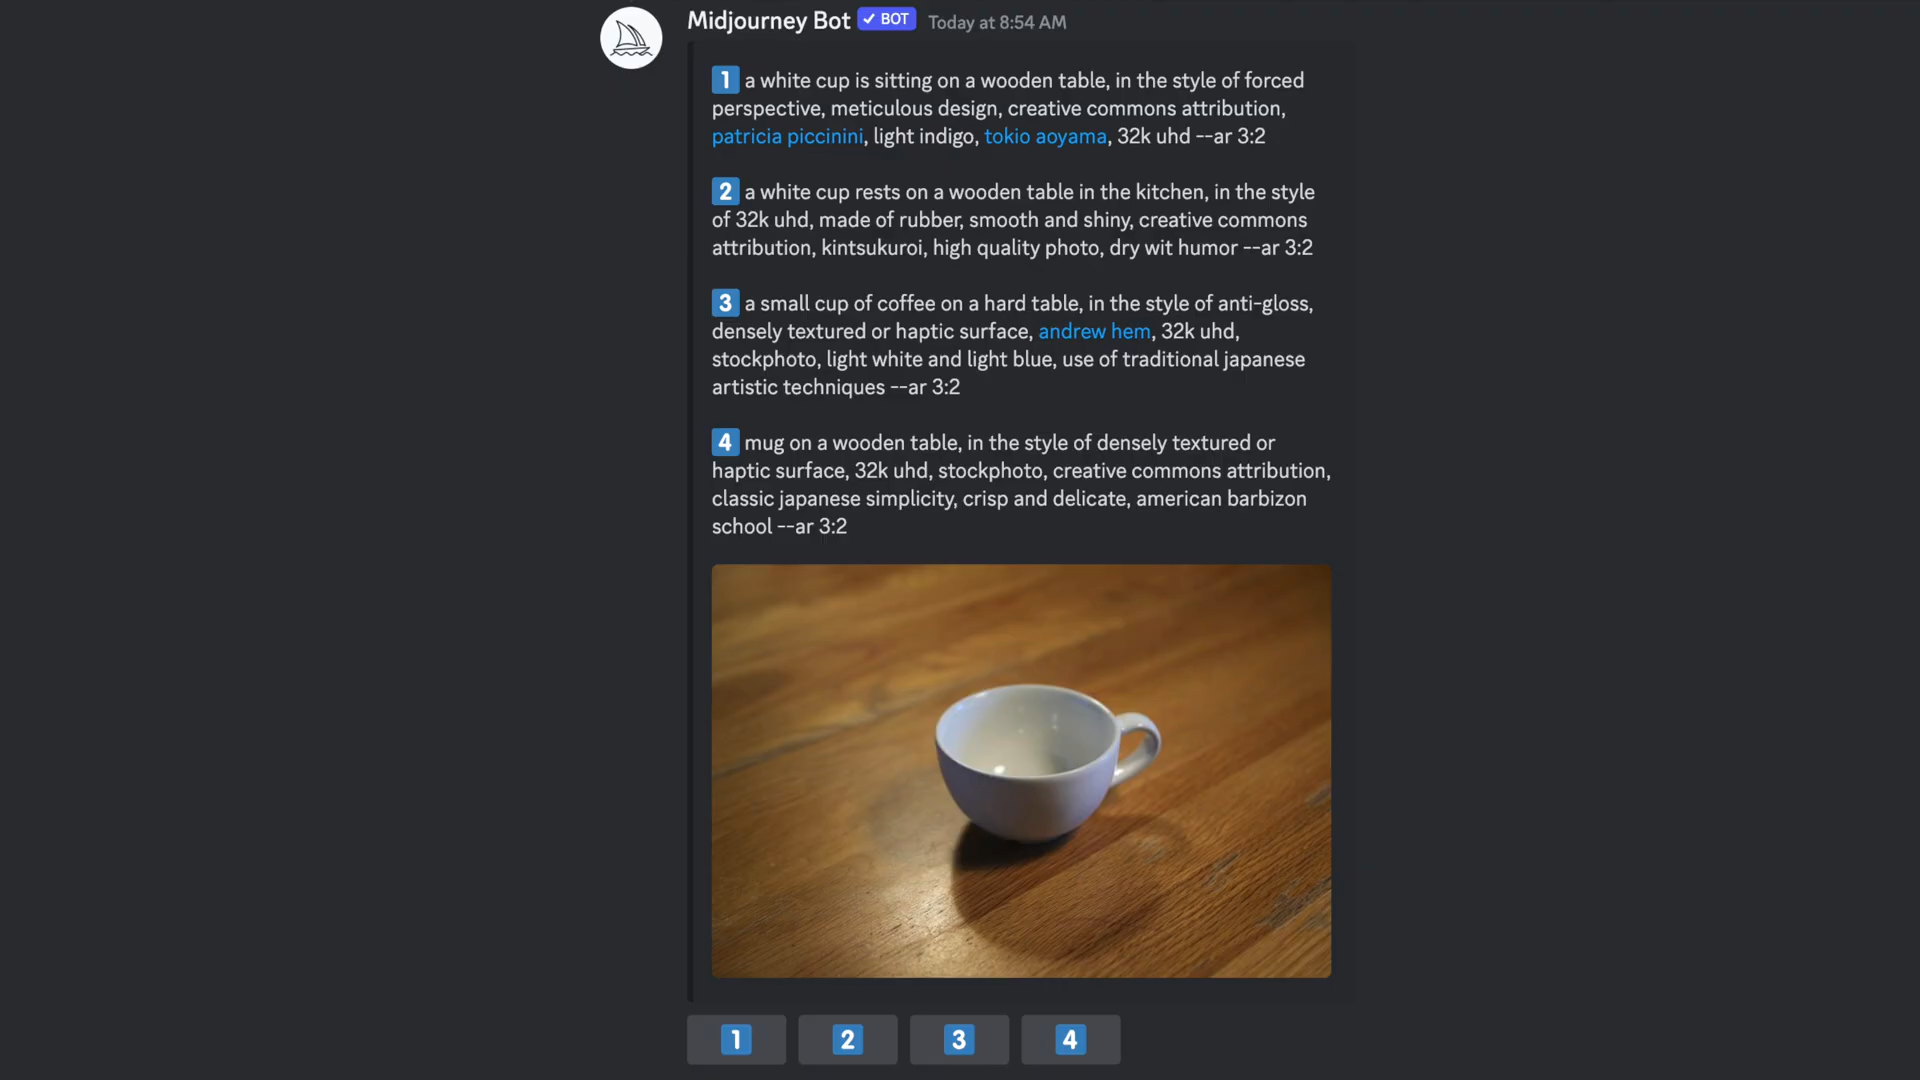 Midjourney Bot ✓ BOT Today at 8:54 AM
1 a white cup is sitting on a wooden table, in the style of forced
perspective, meticulous design, creative commons attribution,
patricia piccinini, light indigo, tokio aoyama, 32k uhd --ar 3:2
2 a white cup rests on a wooden table in the kitchen, in the style
of 32k uhd, made of rubber, smooth and shiny, creative commons
attribution, kintsukuroi, high quality photo, dry wit humor --ar 3:2
3 a small cup of coffee on a hard table, in the style of anti-gloss,
densely textured or haptic surface, andrew hem, 32k uhd,
stockphoto, light white and light blue, use of traditional japanese
artistic techniques --ar 3:2
4 mug on a wooden table, in the style of densely textured or
haptic surface, 32k uhd, stockphoto, creative commons attribution,
classic japanese simplicity, crisp and delicate, american barbizon
school --ar 3:2
1 2 3 4